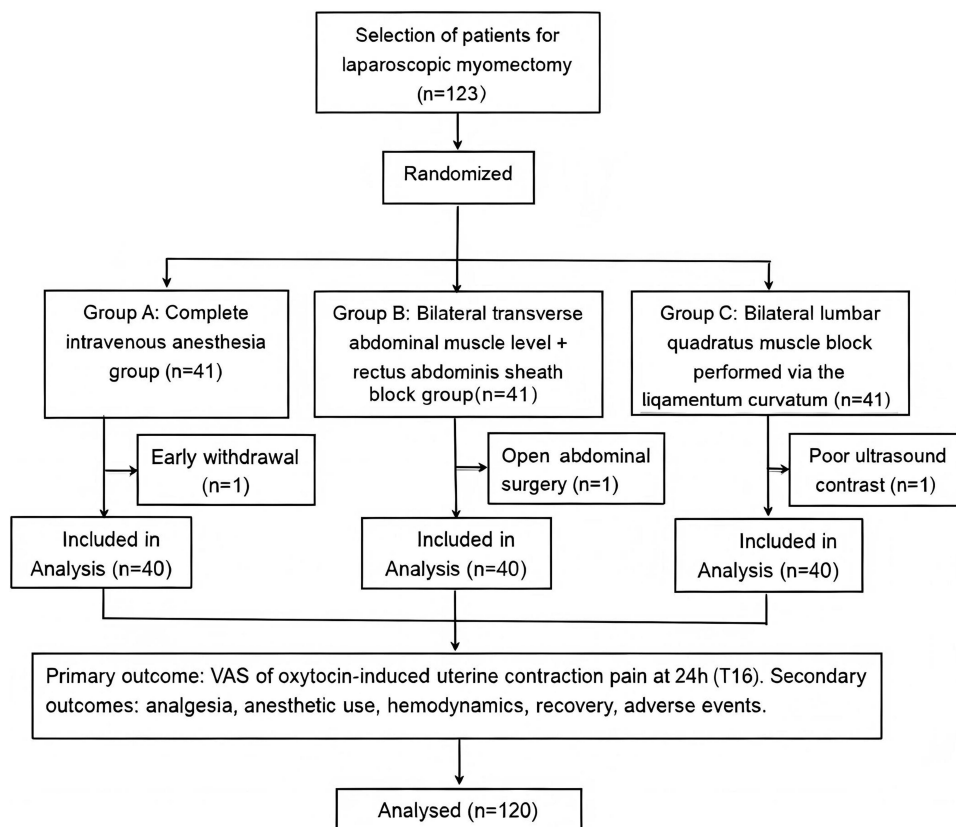 Selection of patients for
laparoscopic myomectomy
(n=123)
Randomized
Group A: Complete
intravenous anesthesia
group (n=41)
Group B: Bilateral transverse
abdominal muscle level +
rectus abdominis sheath
block group(n=41)
Group C: Bilateral lumbar
quadratus muscle block
performed via the
liqamentum curvatum (n=41)
Early withdrawal
(n=1)
Open abdominal
surgery (n=1)
Poor ultrasound
contrast (n=1)
Included in
Analysis (n=40)
Included in
Analysis (n=40)
Included in
Analysis (n=40)
Primary outcome: VAS of oxytocin-induced uterine contraction pain at 24h (T16). Secondary
outcomes: analgesia, anesthetic use, hemodynamics, recovery, adverse events.
Analysed (n=120)